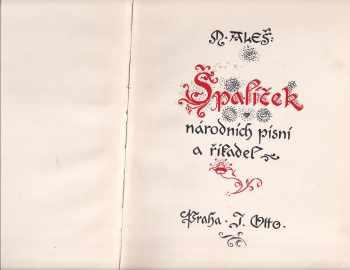 M. ALEŠ:
Špalíček
národních písní
a říkadel
Praha • J. Otto •